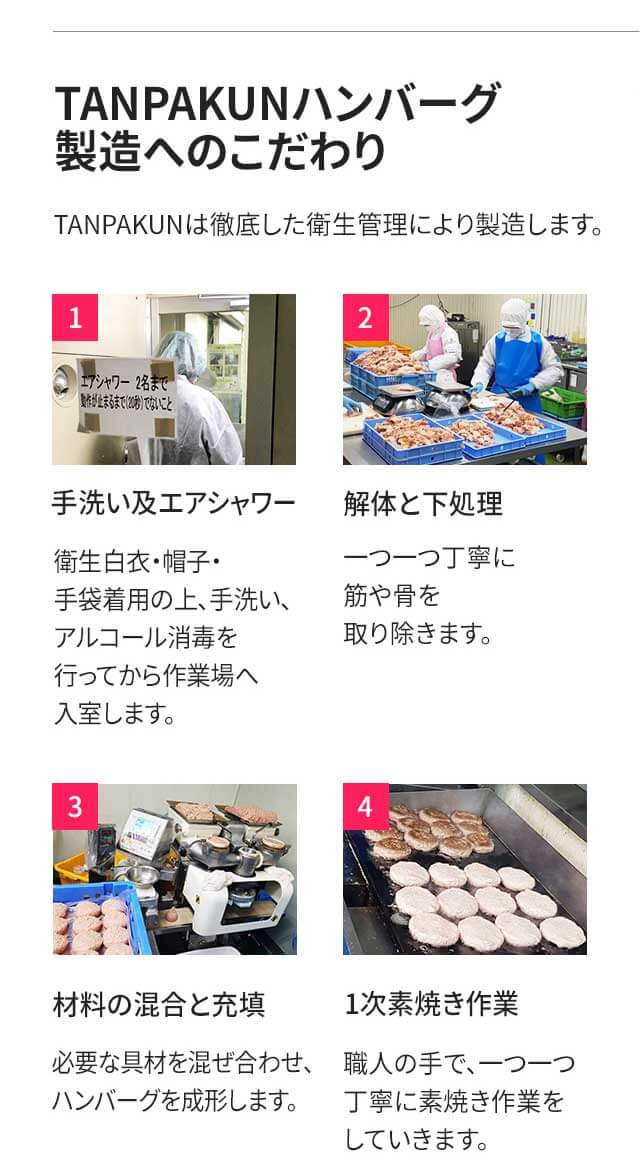 TANPAKUNハンバーグ
製造へのこだわり
TANPAKUNは徹底した衛生管理により製造します。
1
エアシャワー 2名まで
動作が止まるまで(20秒)でないこと
手洗い及エアシャワー
衛生白衣・帽子・
手袋着用の上、手洗い、
アルコール消毒を
行ってから作業場へ
入室します。
2
解体と下処理
一つ一つ丁寧に
筋や骨を
取り除きます。
3
材料の混合と充填
必要な具材を混ぜ合わせ、
ハンバーグを成形します。
4
1次素焼き作業
職人の手で、一つ一つ
丁寧に素焼き作業を
していきます。